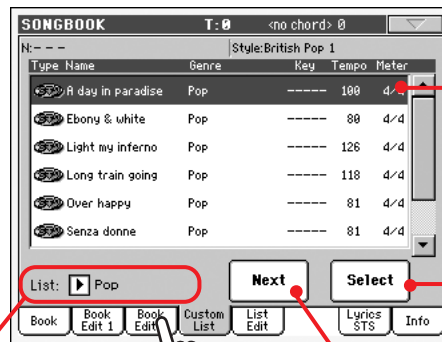 SONGBOOK T:0 <no chord> 0
N:--- Style:British Pop 1
Type Name Genre Key Tempo Meter
A day in paradise Pop ----- 100 4/4
Ebony & white Pop ----- 80 4/4
Light my inferno Pop ----- 126 4/4
Long train going Pop ----- 118 4/4
Over happy Pop ----- 81 4/4
Senza donne Pop ----- 81 4/4
List: Pop Next Select
Book Book Edit 1 Book Edit Custom List List Edit Lyrics STS Info